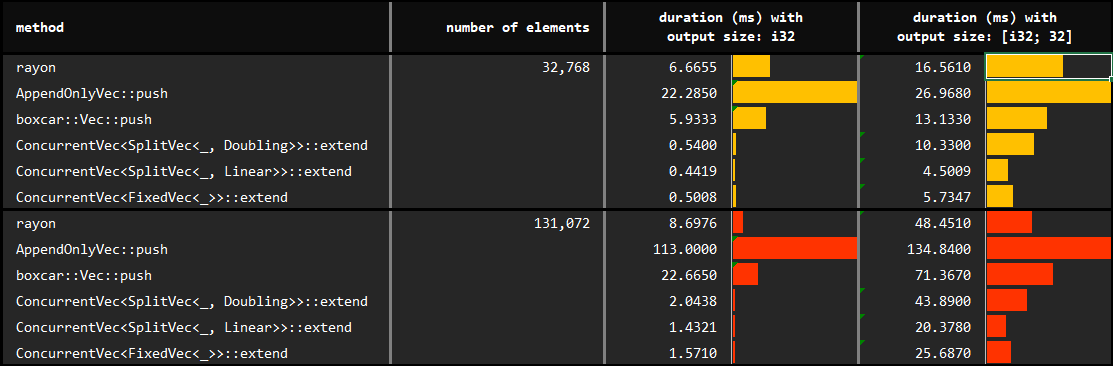 method number of elements duration (ms) with output size: i32 duration (ms) with output size: [i32; 32]
rayon 32,768 6.6655 16.5610
AppendOnlyVec::push 22.2850 26.9680
boxcar::Vec::push 5.9333 13.1330
ConcurrentVec<SplitVec<_, Doubling>>::extend 0.5400 10.3300
ConcurrentVec<SplitVec<_, Linear>>::extend 0.4419 4.5009
ConcurrentVec<FixedVec<_>>::extend 0.5008 5.7347
rayon 131,072 8.6976 48.4510
AppendOnlyVec::push 113.0000 134.8400
boxcar::Vec::push 22.6650 71.3670
ConcurrentVec<SplitVec<_, Doubling>>::extend 2.0438 43.8900
ConcurrentVec<SplitVec<_, Linear>>::extend 1.4321 20.3780
ConcurrentVec<FixedVec<_>>::extend 1.5710 25.6870